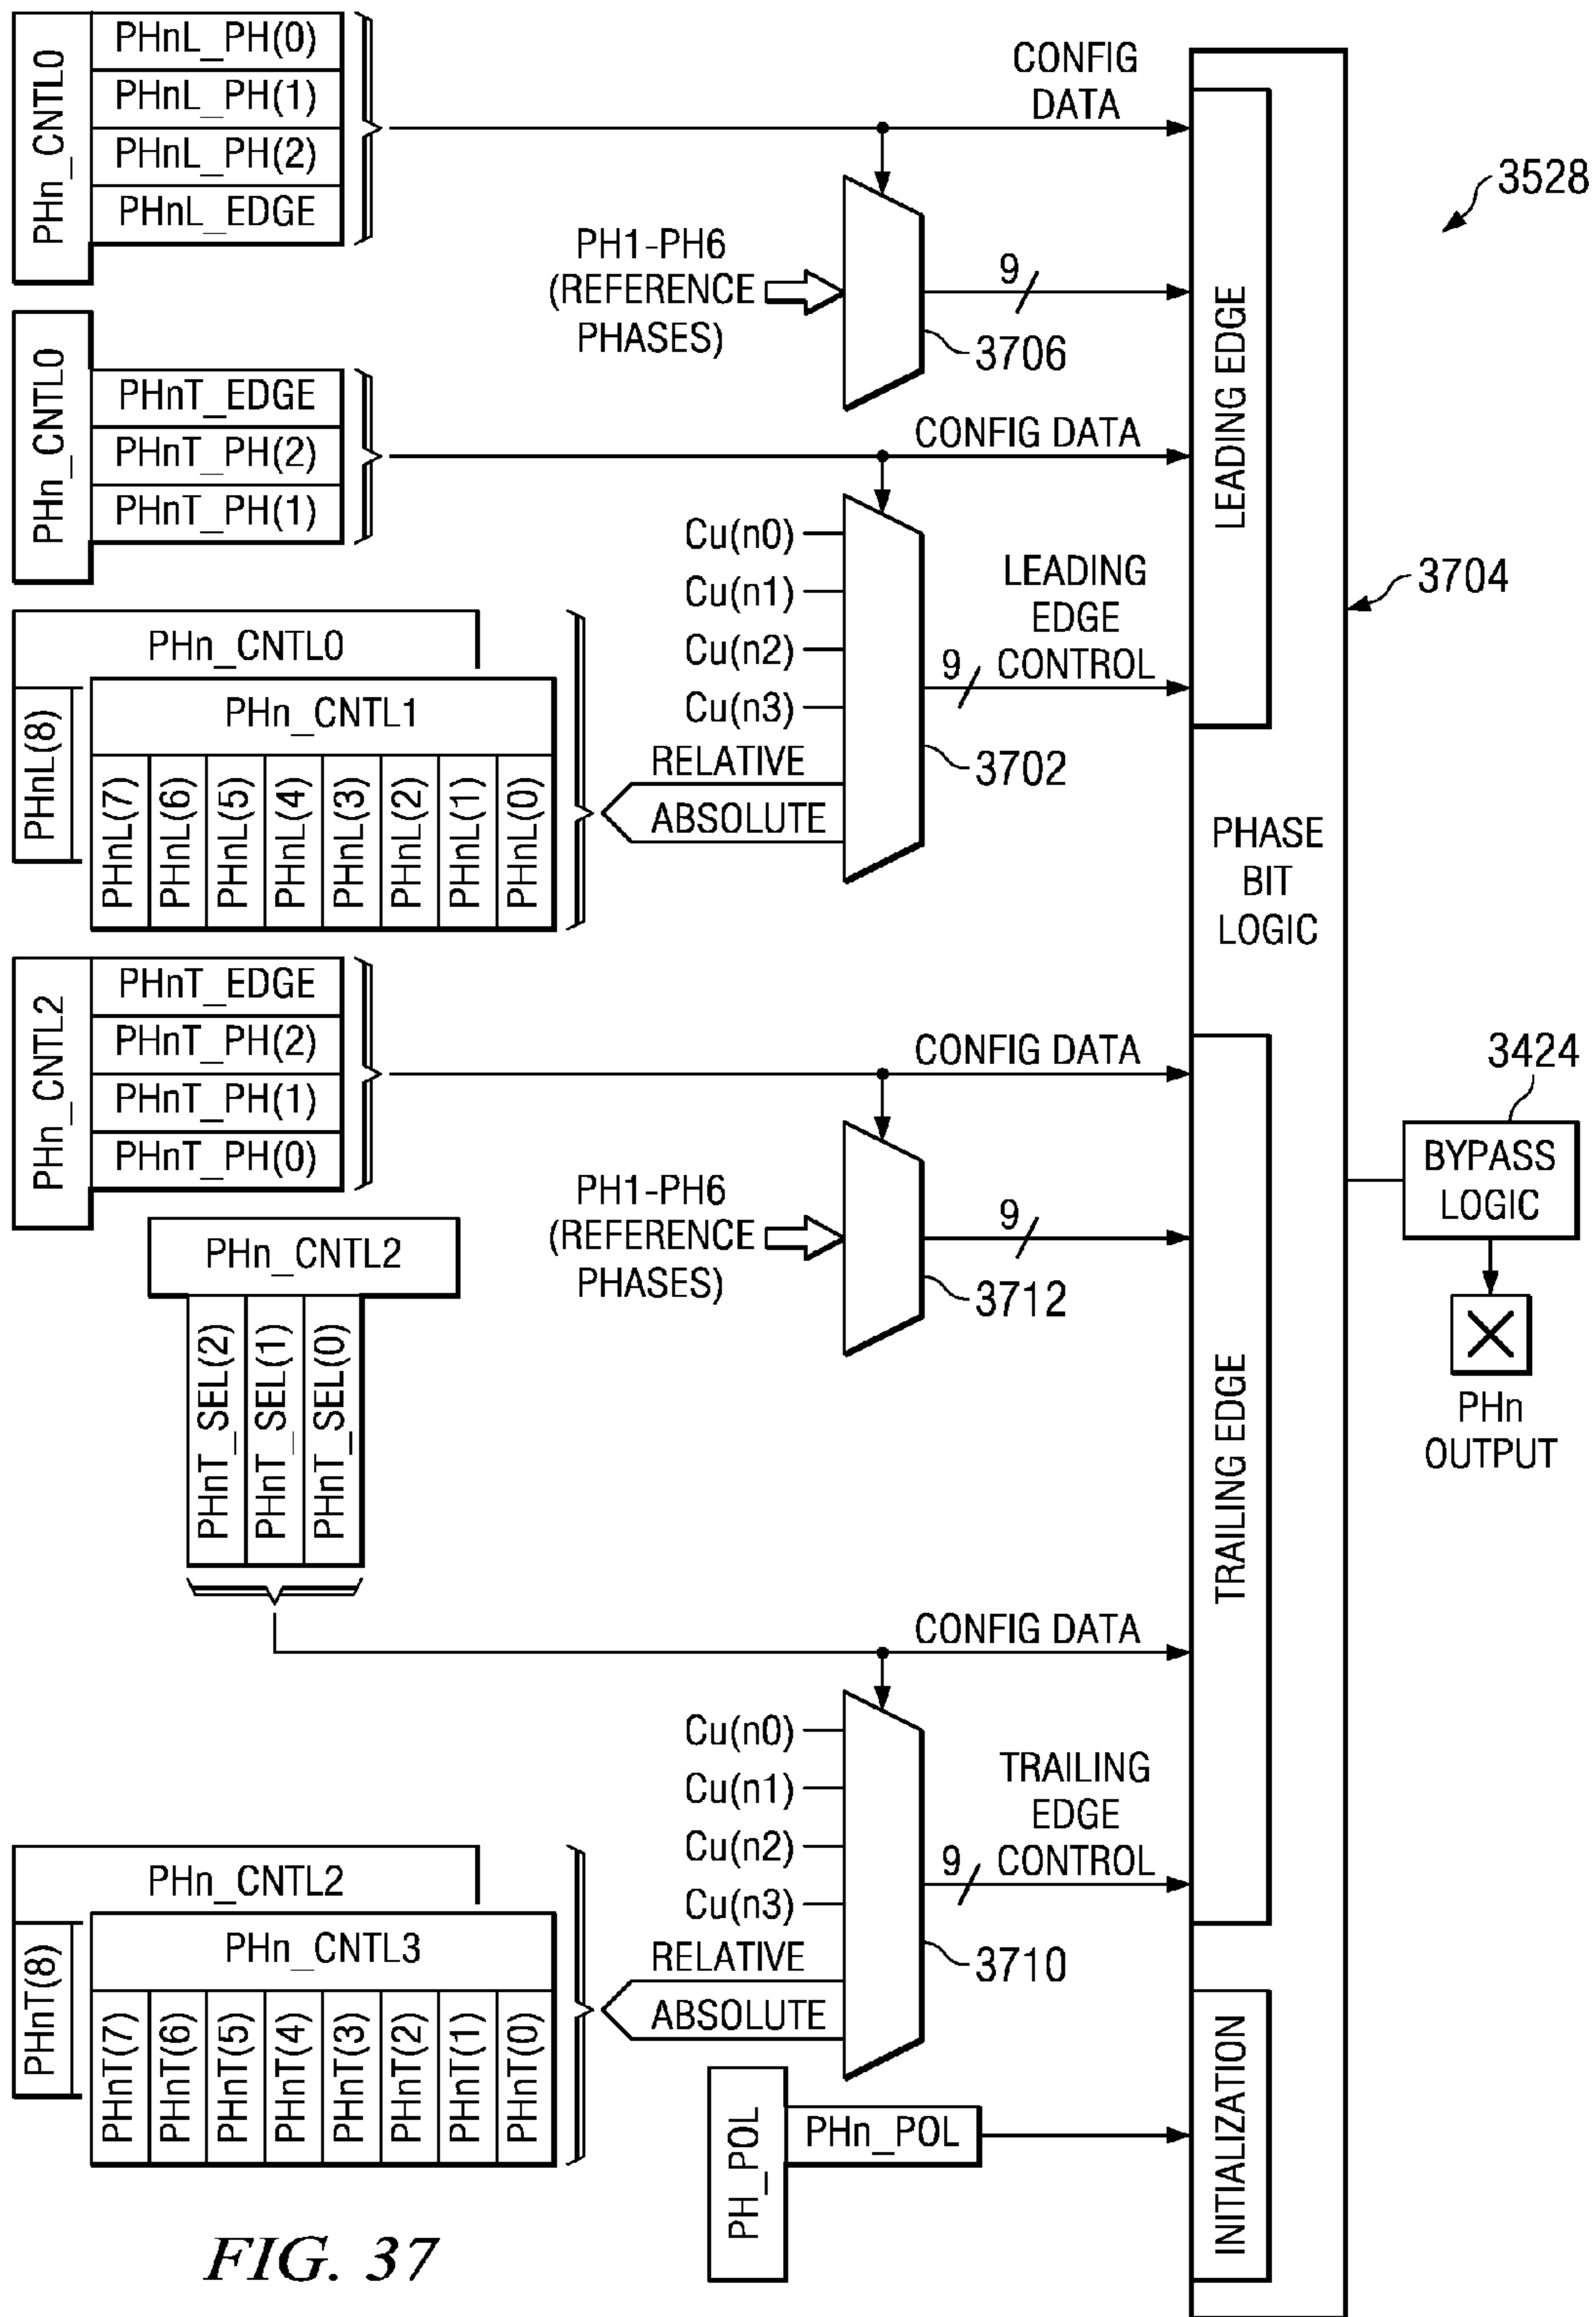 PHn_CNTL0
PHnL_PH(0)
PHnL_PH(1)
PHnL_PH(2)
PHnL_EDGE
CONFIG
DATA
3528
PH1-PH6
(REFERENCE
PHASES)
9
3706
LEADING EDGE
PHn_CNTL0
PHnT_EDGE
PHnT_PH(2)
PHnT_PH(1)
CONFIG DATA
Cu(n0)
Cu(n1)
Cu(n2)
Cu(n3)
RELATIVE
ABSOLUTE
LEADING
EDGE
9 CONTROL
3702
3704
PHn_CNTL0
PHnL(8)
PHn_CNTL1
PHnL(7)
PHnL(6)
PHnL(5)
PHnL(4)
PHnL(3)
PHnL(2)
PHnL(1)
PHnL(0)
PHASE
BIT
LOGIC
PHn_CNTL2
PHnT_EDGE
PHnT_PH(2)
PHnT_PH(1)
PHnT_PH(0)
CONFIG DATA
PH1-PH6
(REFERENCE
PHASES)
9
3712
TRAILING EDGE
3424
BYPASS
LOGIC
PHn
OUTPUT
PHn_CNTL2
PHnT_SEL(2)
PHnT_SEL(1)
PHnT_SEL(0)
CONFIG DATA
Cu(n0)
Cu(n1)
Cu(n2)
Cu(n3)
RELATIVE
ABSOLUTE
TRAILING
EDGE
9 CONTROL
3710
PHn_CNTL2
PHnT(8)
PHn_CNTL3
PHnT(7)
PHnT(6)
PHnT(5)
PHnT(4)
PHnT(3)
PHnT(2)
PHnT(1)
PHnT(0)
PH_POL
PHn_POL
INITIALIZATION
FIG. 37